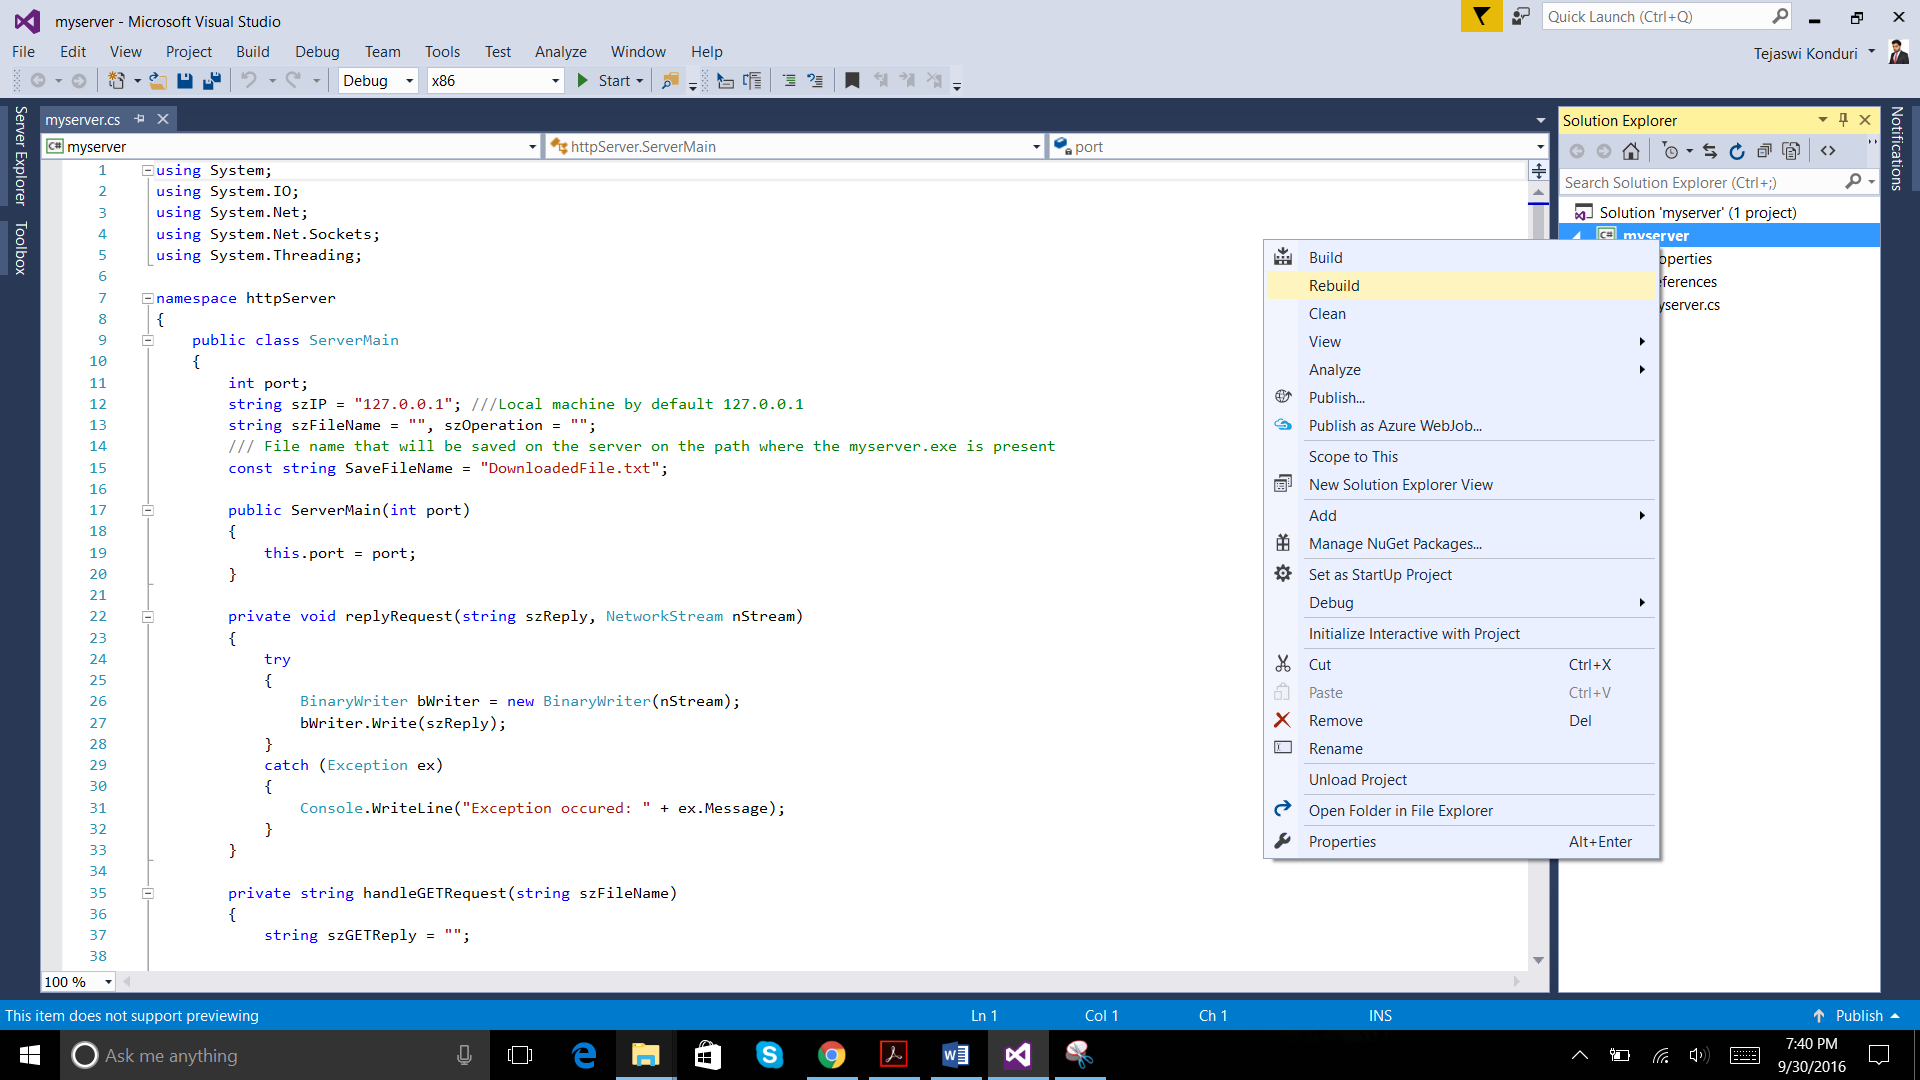 myserver - Microsoft Visual Studio
Quick Launch (Ctrl+Q)
File Edit View Project Build Debug Team Tools Test Analyze Window Help
Tejaswi Konduri
Debug x86 Start
Server Explorer
Toolbox
myserver.cs
myserver httpServer.ServerMain port
1 using System;
2 using System.IO;
3 using System.Net;
4 using System.Net.Sockets;
5 using System.Threading;
6
7 namespace httpServer
8 {
9 public class ServerMain
10 {
11 int port;
12 string szIP = "127.0.0.1"; ///Local machine by default 127.0.0.1
13 string szFileName = "", szOperation = "";
14 /// File name that will be saved on the server on the path where the myserver.exe is present
15 const string SaveFileName = "DownloadedFile.txt";
16
17 public ServerMain(int port)
18 {
19 this.port = port;
20 }
21
22 private void replyRequest(string szReply, NetworkStream nStream)
23 {
24 try
25 {
26 BinaryWriter bWriter = new BinaryWriter(nStream);
27 bWriter.Write(szReply);
28 }
29 catch (Exception ex)
30 {
31 Console.WriteLine("Exception occured: " + ex.Message);
32 }
33 }
34
35 private string handleGETRequest(string szFileName)
36 {
37 string szGETReply = "";
38
100 %
Solution Explorer
Search Solution Explorer (Ctrl+;)
Solution 'myserver' (1 project)
C# myserver
operties
eferences
yserver.cs
Notifications
Build
Rebuild
Clean
View
Analyze
Publish...
Publish as Azure WebJob...
Scope to This
New Solution Explorer View
Add
Manage NuGet Packages...
Set as StartUp Project
Debug
Initialize Interactive with Project
Cut Ctrl+X
Paste Ctrl+V
Remove Del
Rename
Unload Project
Open Folder in File Explorer
Properties Alt+Enter
This item does not support previewing Ln 1 Col 1 Ch 1 INS Publish
Ask me anything
7:40 PM
9/30/2016